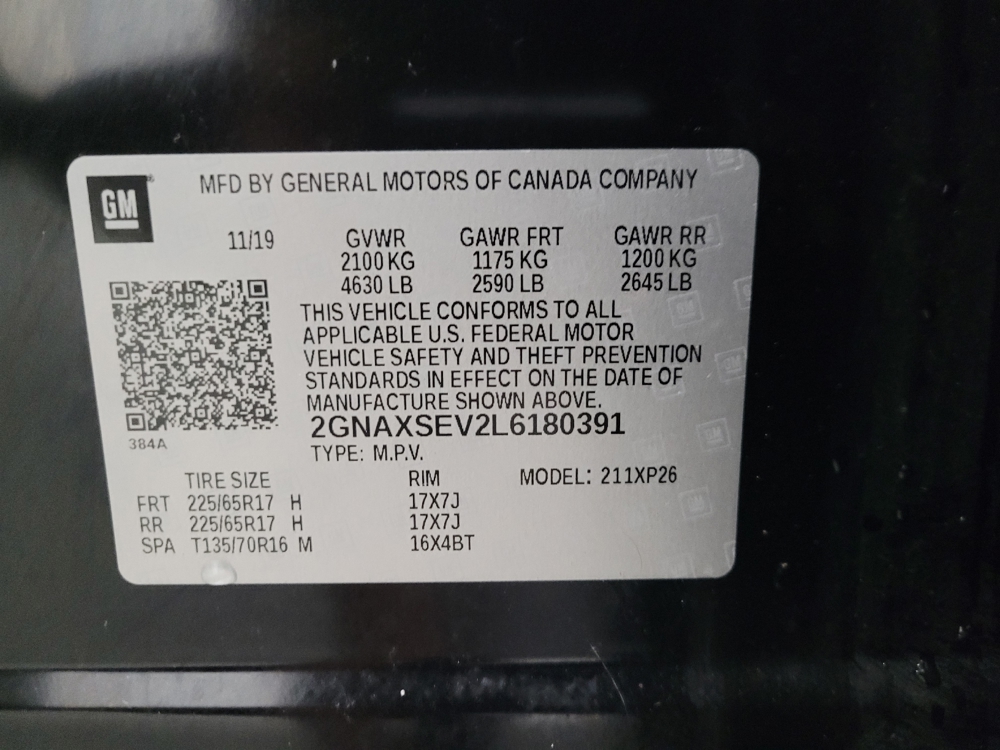 GM
MFD BY GENERAL MOTORS OF CANADA COMPANY
11/19 GVWR GAWR FRT GAWR RR
2100 KG 1175 KG 1200 KG
4630 LB 2590 LB 2645 LB
THIS VEHICLE CONFORMS TO ALL
APPLICABLE U.S. FEDERAL MOTOR
VEHICLE SAFETY AND THEFT PREVENTION
STANDARDS IN EFFECT ON THE DATE OF
MANUFACTURE SHOWN ABOVE.
2GNAXSEV2L6180391
384A
TYPE: M.P.V.
TIRE SIZE RIM MODEL: 211XP26
FRT 225/65R17 H 17X7J
RR 225/65R17 H 17X7J
SPA T135/70R16 M 16X4BT